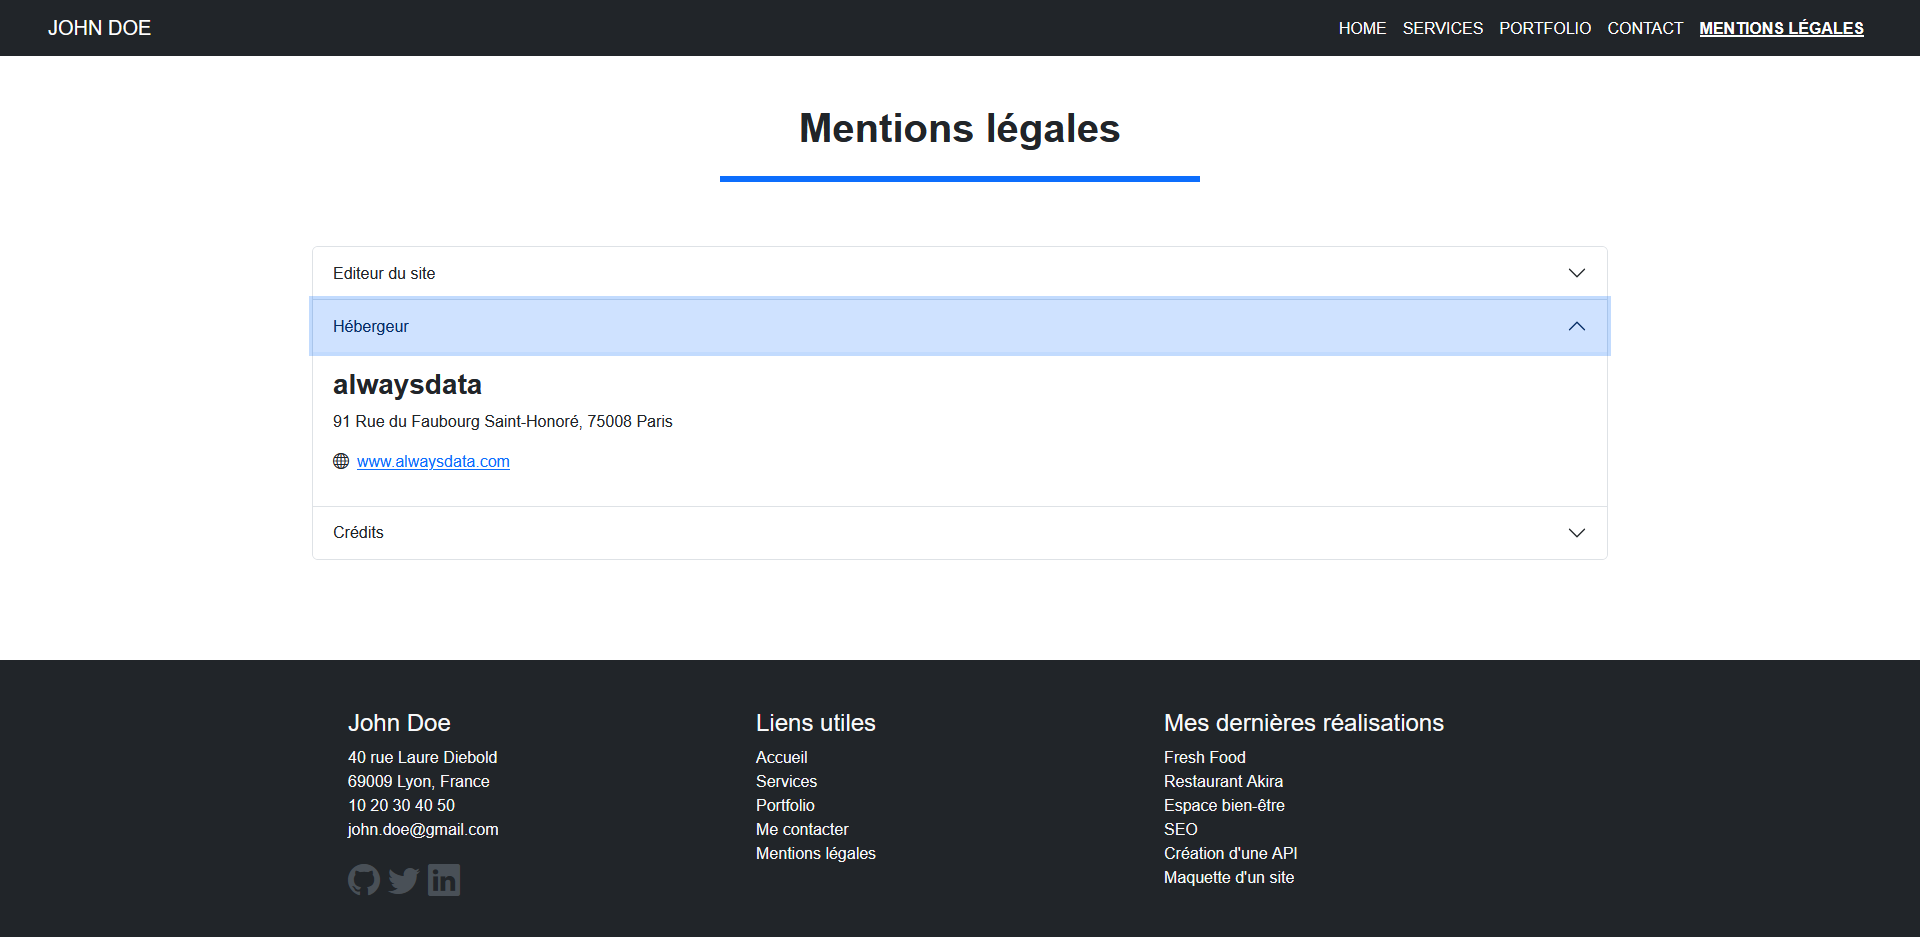 JOHN DOE
HOME SERVICES PORTFOLIO CONTACT MENTIONS LÉGALES
Mentions légales
Editeur du site
Hébergeur
alwaysdata
91 Rue du Faubourg Saint-Honoré, 75008 Paris
www.alwaysdata.com
Crédits
John Doe
40 rue Laure Diebold
69009 Lyon, France
10 20 30 40 50
john.doe@gmail.com
in
Liens utiles
Accueil
Services
Portfolio
Me contacter
Mentions légales
Mes dernières réalisations
Fresh Food
Restaurant Akira
Espace bien-être
SEO
Création d'une API
Maquette d'un site